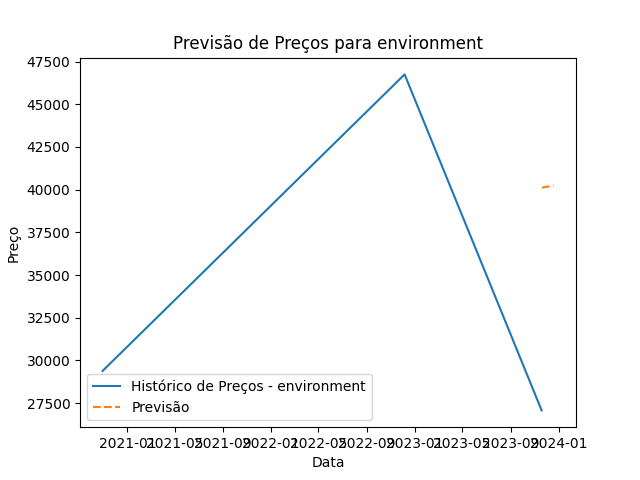 Previsão de Preços para environment
47500
45000
42500
40000
37500
35000
32500
30000
27500
Preço
Histórico de Preços - environment
Previsão
2021-01 2021-05 2021-09 2022-01 2022-05 2022-09 2023-01 2023-05 2023-09 2024-01
Data